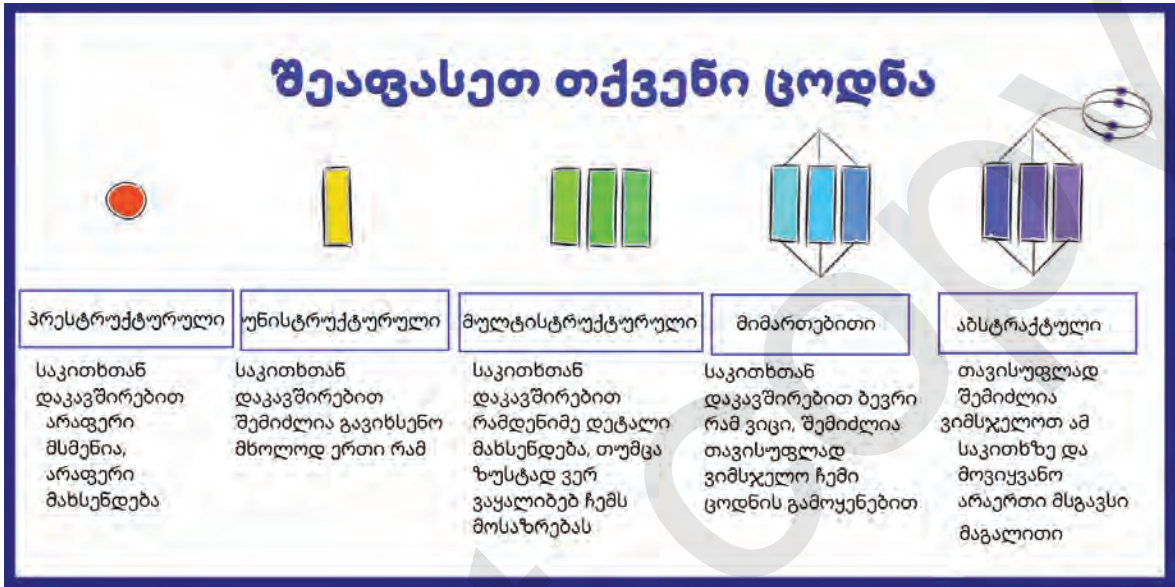 შეაფასეთ თქვენი ცოდნა
პრესტრუქტურული
საკითხთან
დაკავშირებით
არაფერი
მსმენია,
არაფერი
მახსენდება
უნისტრუქტურული
საკითხთან
დაკავშირებით
შემიძლია გავიხსენო
მხოლოდ ერთი რამ
მულტისტრუქტურული
საკითხთან
დაკავშირებით
რამდენიმე დეტალი
მახსენდება, თუმცა
ზუსტად ვერ
ვაყალიბებ ჩემს
მოსაზრებას
მიმართებითი
საკითხთან
დაკავშირებით ბევრი
რამ ვიცი, შემიძლია
თავისუფლად
ვიმსჯელო ჩემი
ცოდნის გამოყენებით
აბსტრაქტული
თავისუფლად
შემიძლია
ვიმსჯელოთ ამ
საკითხზე და
მოვიყვანო
არაერთი მსგავსი
მაგალითი